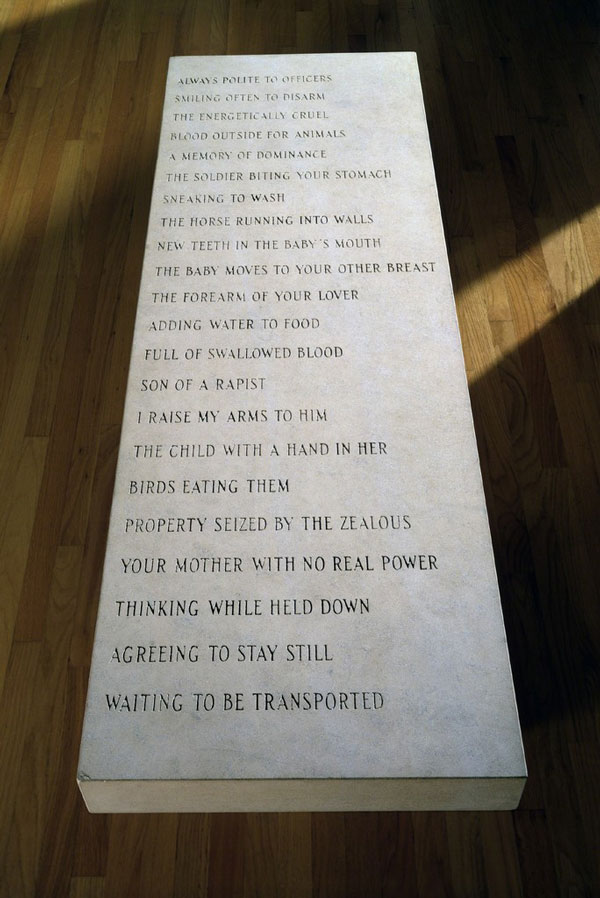 ALWAYS POLITE TO OFFICERS
SMILING OFTEN TO DISARM
THE ENERGETICALLY CRUEL
BLOOD OUTSIDE FOR ANIMALS
A MEMORY OF DOMINANCE
THE SOLDIER BITING YOUR STOMACH
SNEAKING TO WASH
THE HORSE RUNNING INTO WALLS
NEW TEETH IN THE BABY'S MOUTH
THE BABY MOVES TO YOUR OTHER BREAST
THE FOREARM OF YOUR LOVER
ADDING WATER TO FOOD
FULL OF SWALLOWED BLOOD
SON OF A RAPIST
I RAISE MY ARMS TO HIM
THE CHILD WITH A HAND IN HER
BIRDS EATING THEM
PROPERTY SEIZED BY THE ZEALOUS
YOUR MOTHER WITH NO REAL POWER
THINKING WHILE HELD DOWN
AGREEING TO STAY STILL
WAITING TO BE TRANSPORTED